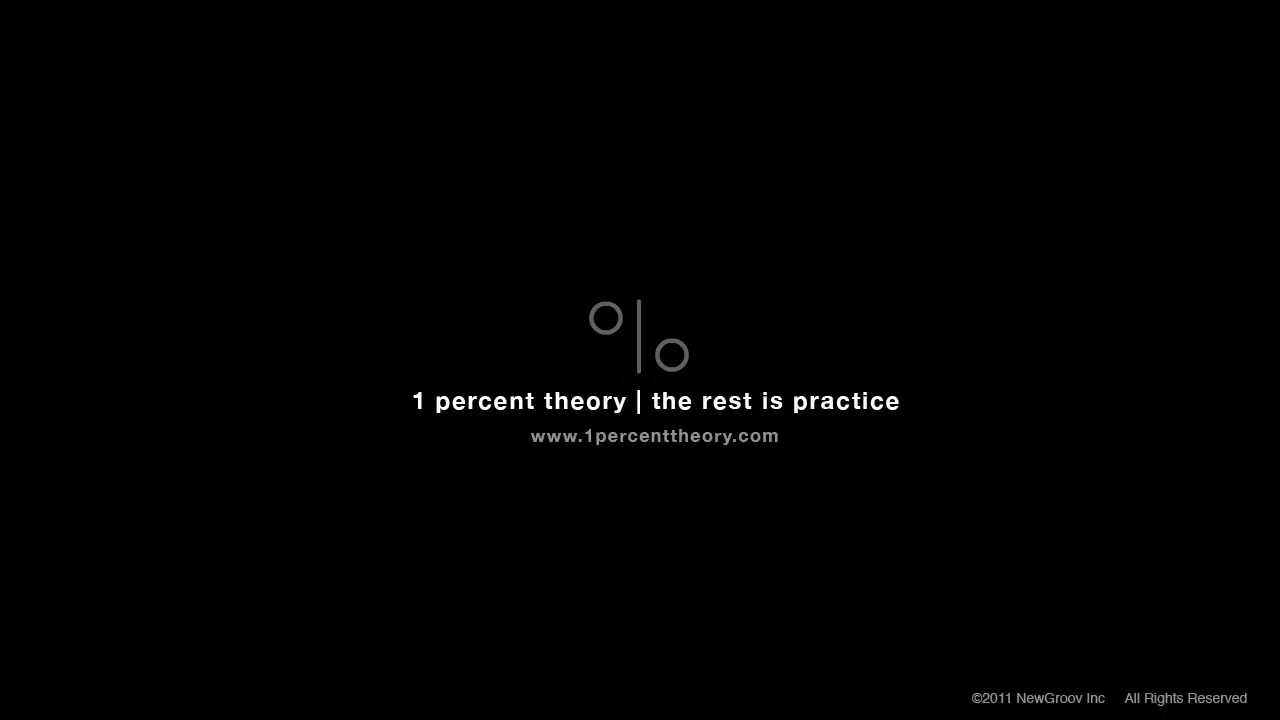 1 percent theory | the rest is practice
www.1percenttheory.com
©2011 NewGroov Inc All Rights Reserved